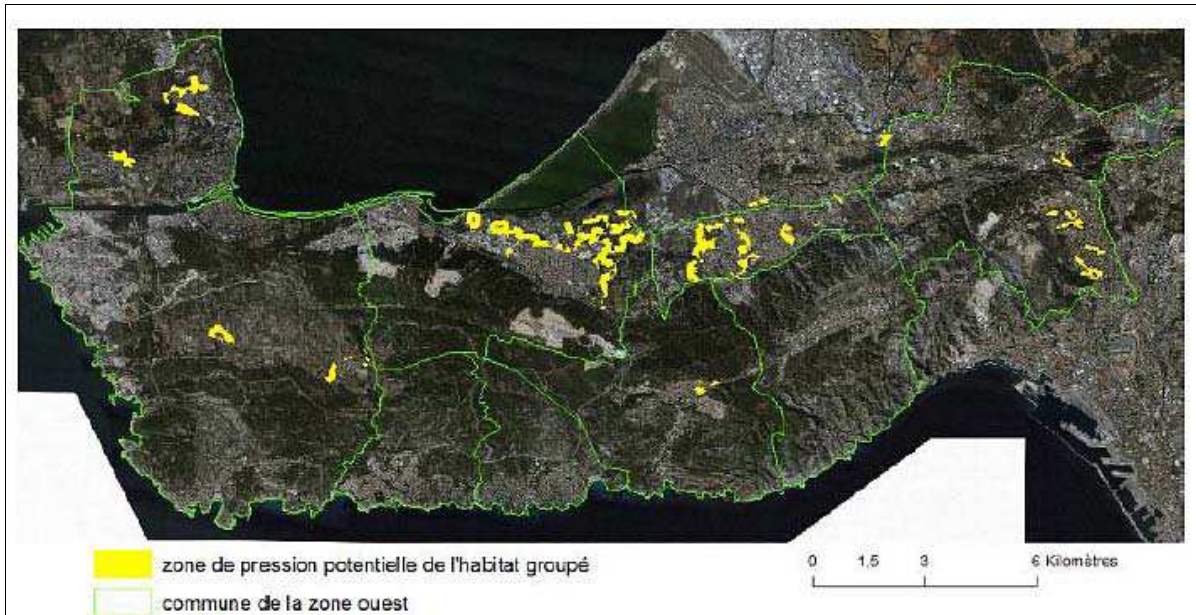 zone de pression potentielle de l'habitat groupé
commune de la zone ouest
0 1,5 3 6 Kilomètres